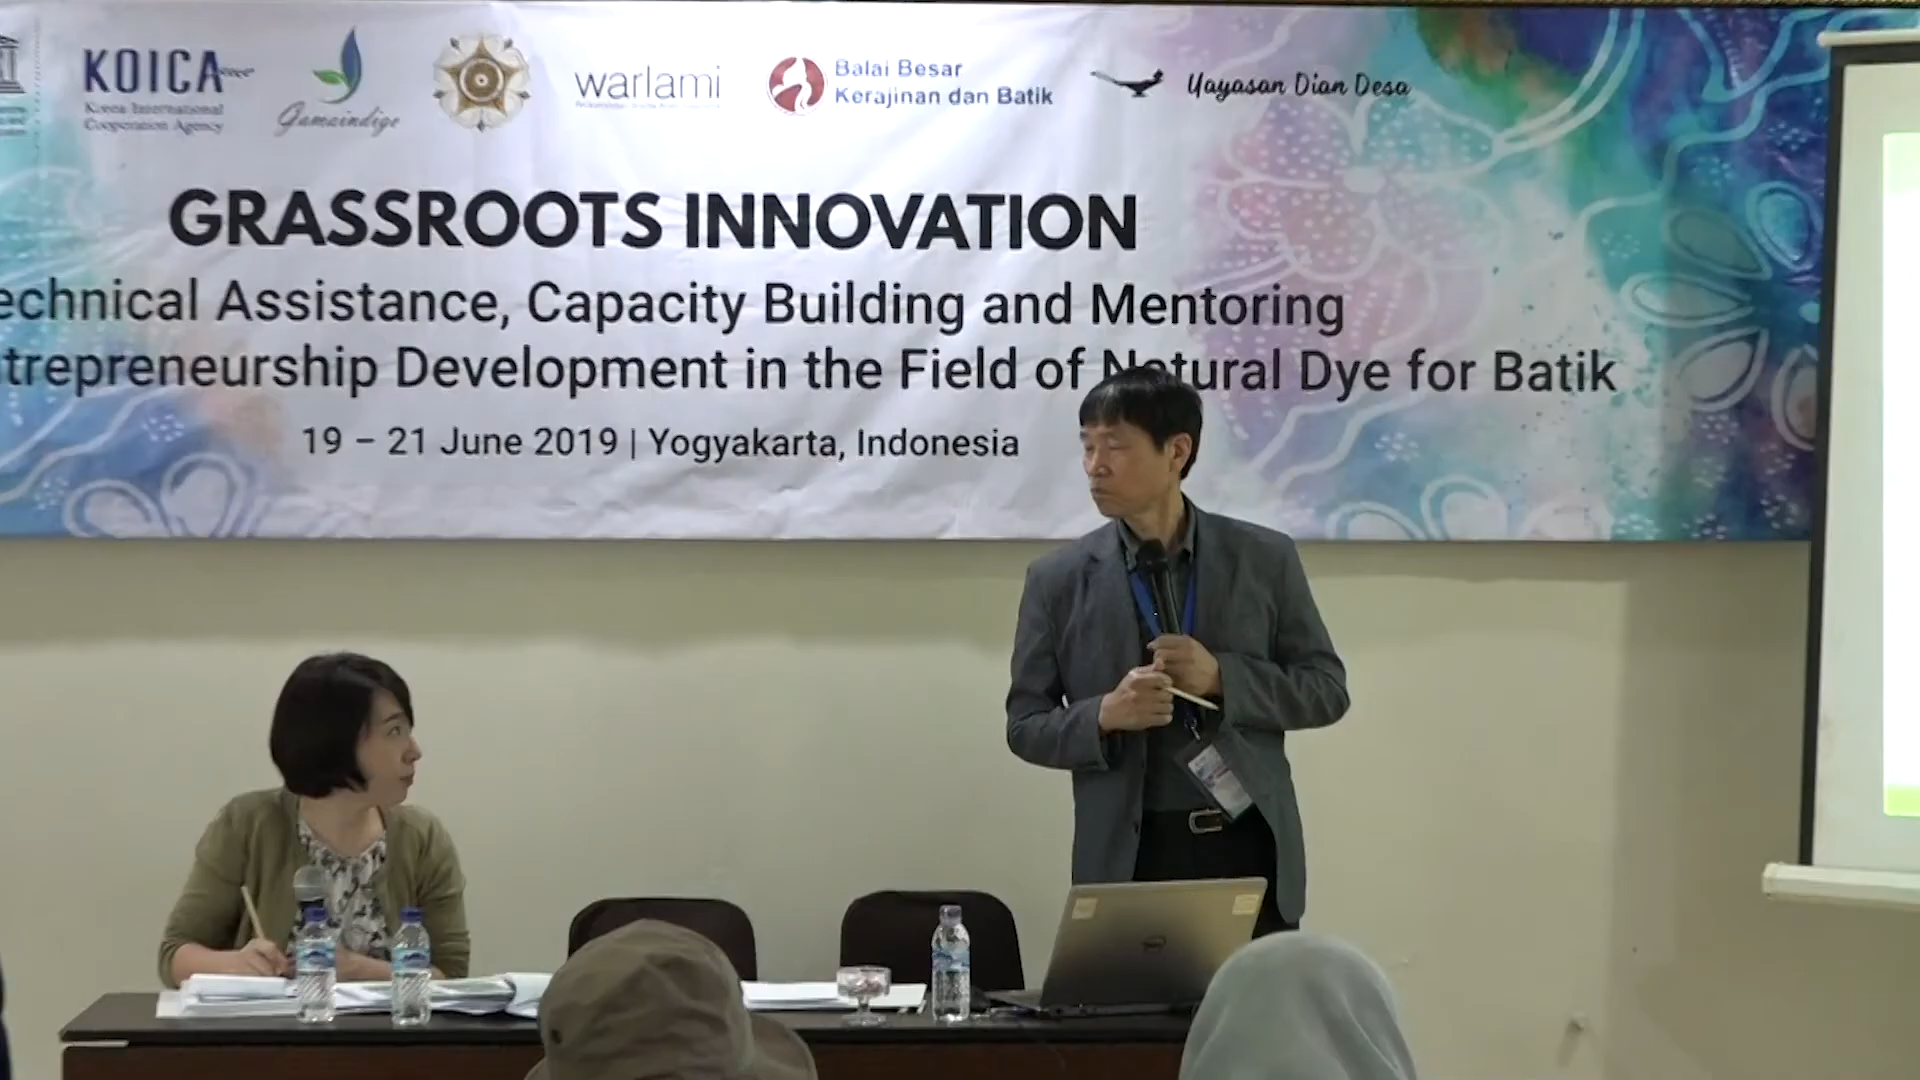 KOICA
Korea International
Cooperation Agency
Gamaindigo
warlami
Balai Besar
Kerajinan dan Batik
Yayasan Dian Desa
GRASSROOTS INNOVATION
echnical Assistance, Capacity Building and Mentoring
trepreneurship Development in the Field of Natural Dye for Batik
19 – 21 June 2019 | Yogyakarta, Indonesia
DELL